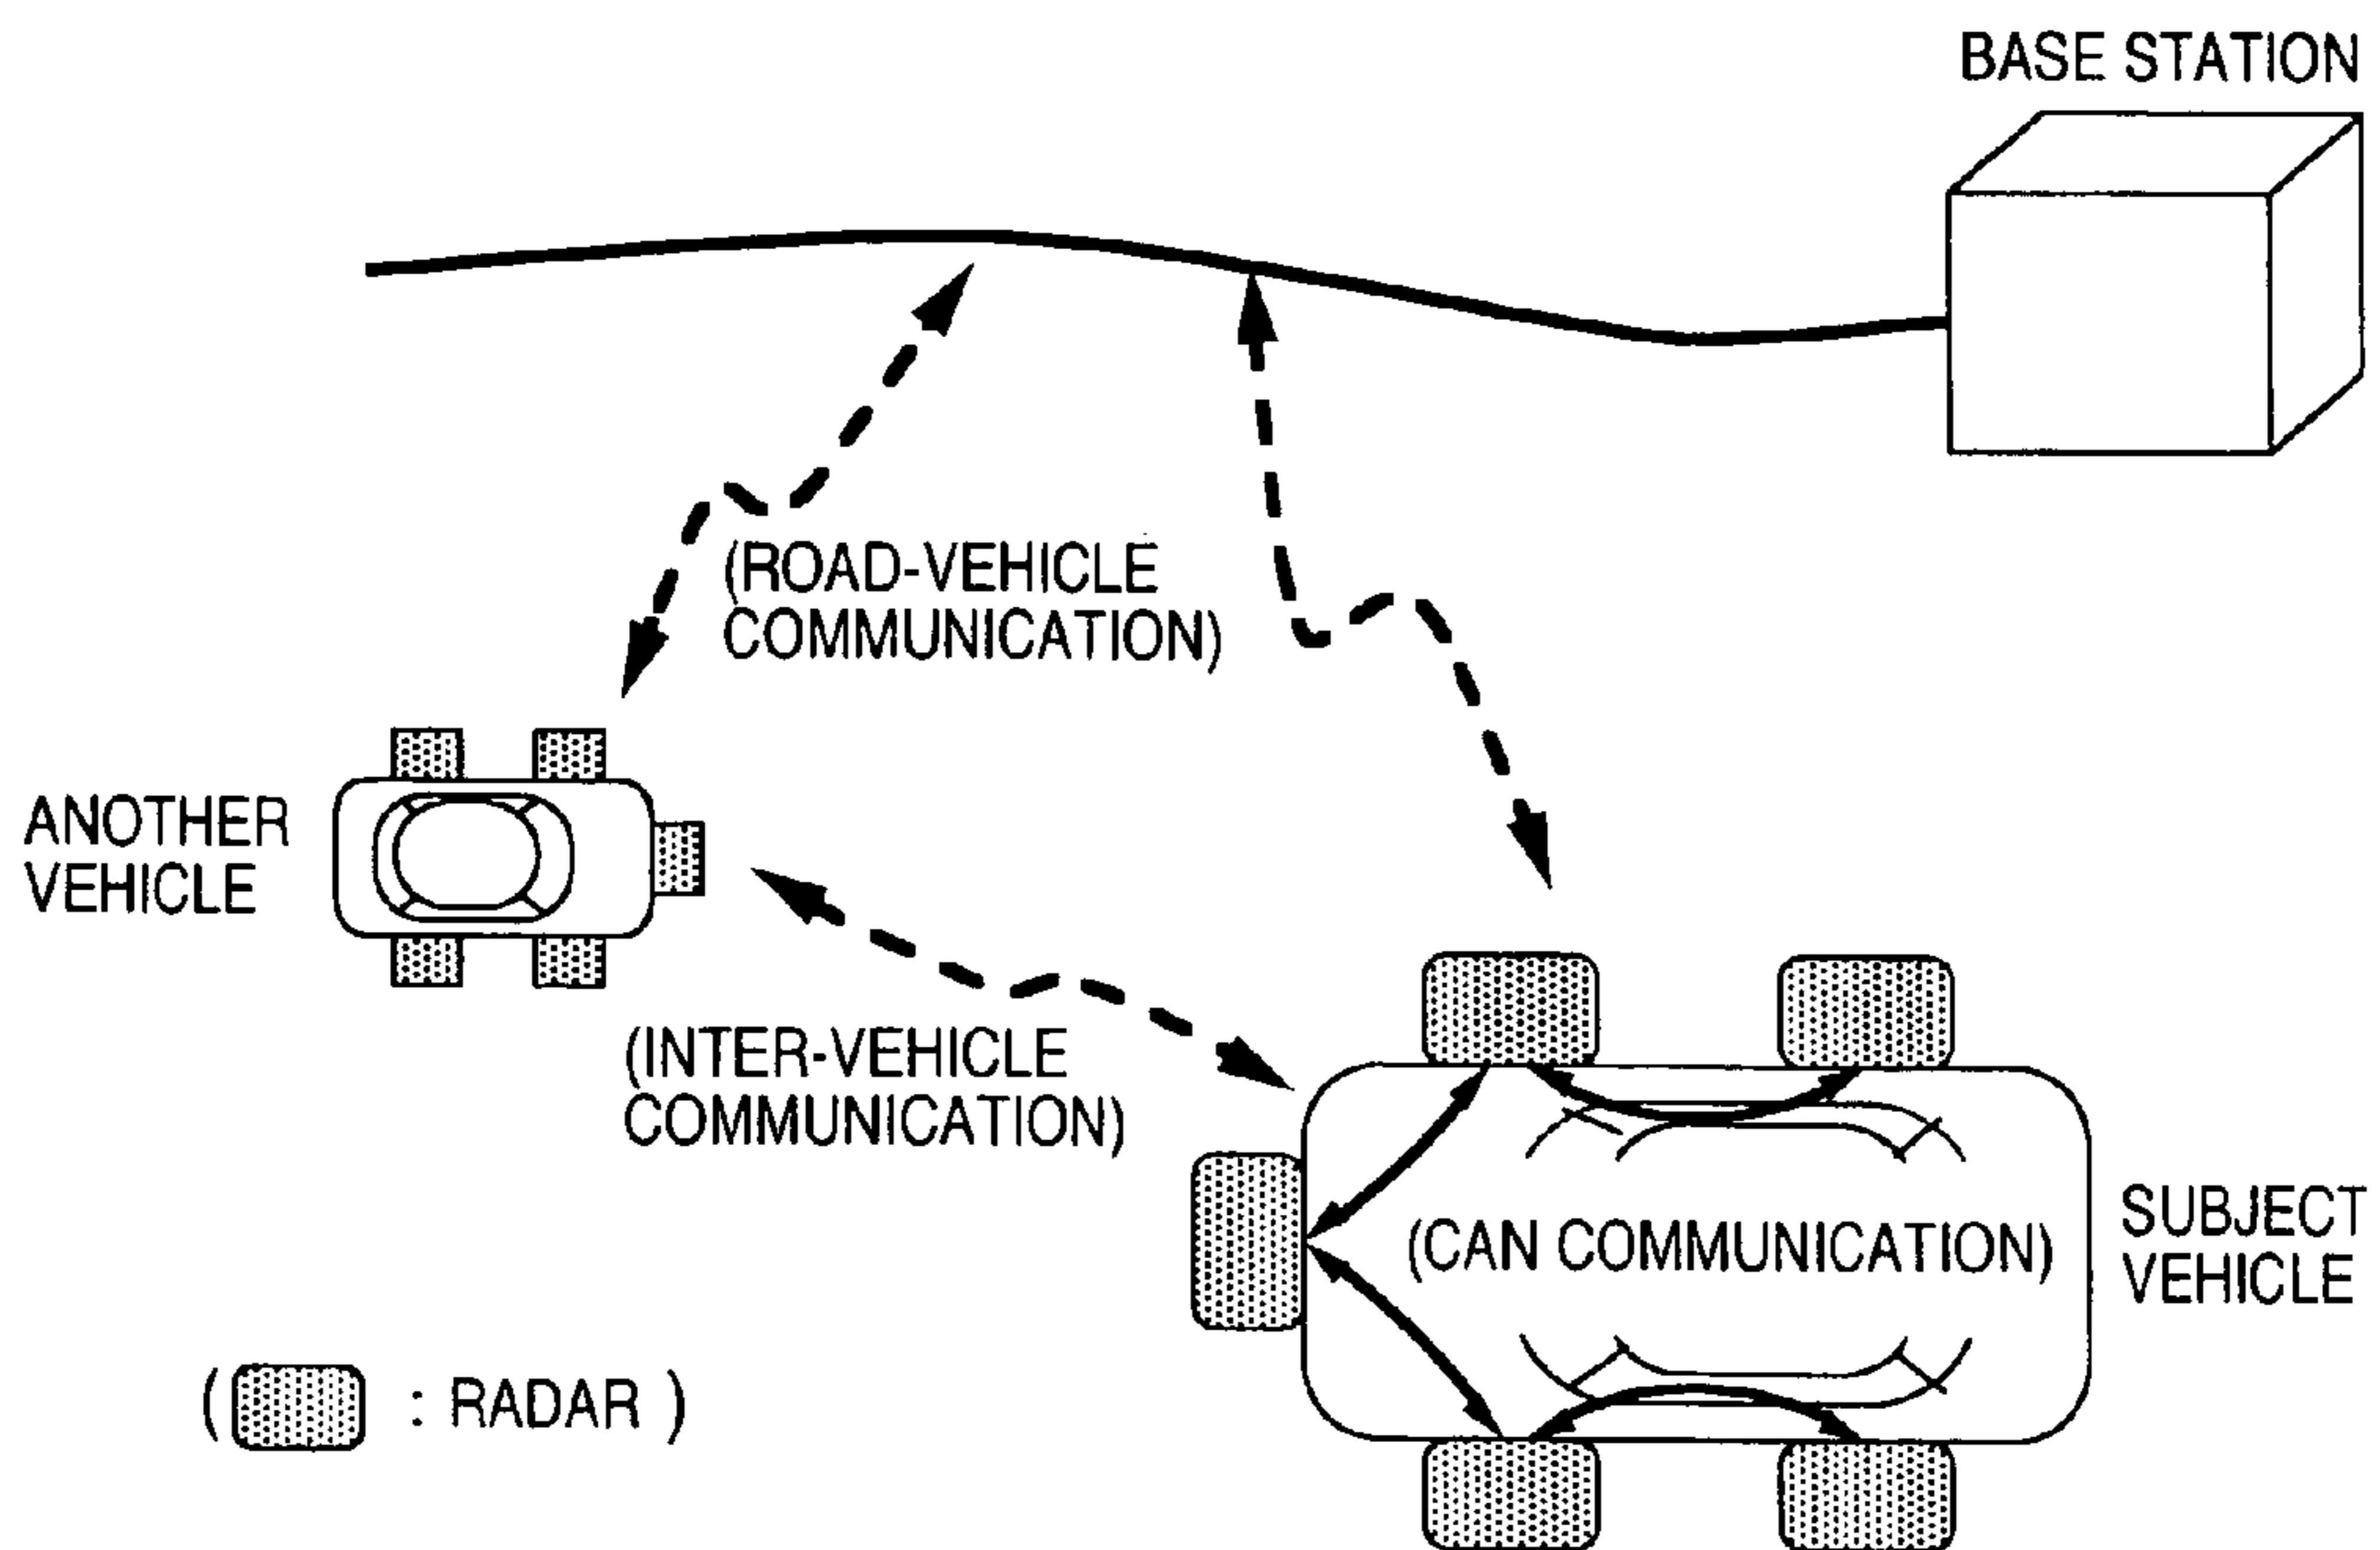 BASE STATION
(ROAD-VEHICLE
COMMUNICATION)
ANOTHER
VEHICLE
(INTER-VEHICLE
COMMUNICATION)
(CAN COMMUNICATION)
SUBJECT
VEHICLE
( : RADAR )